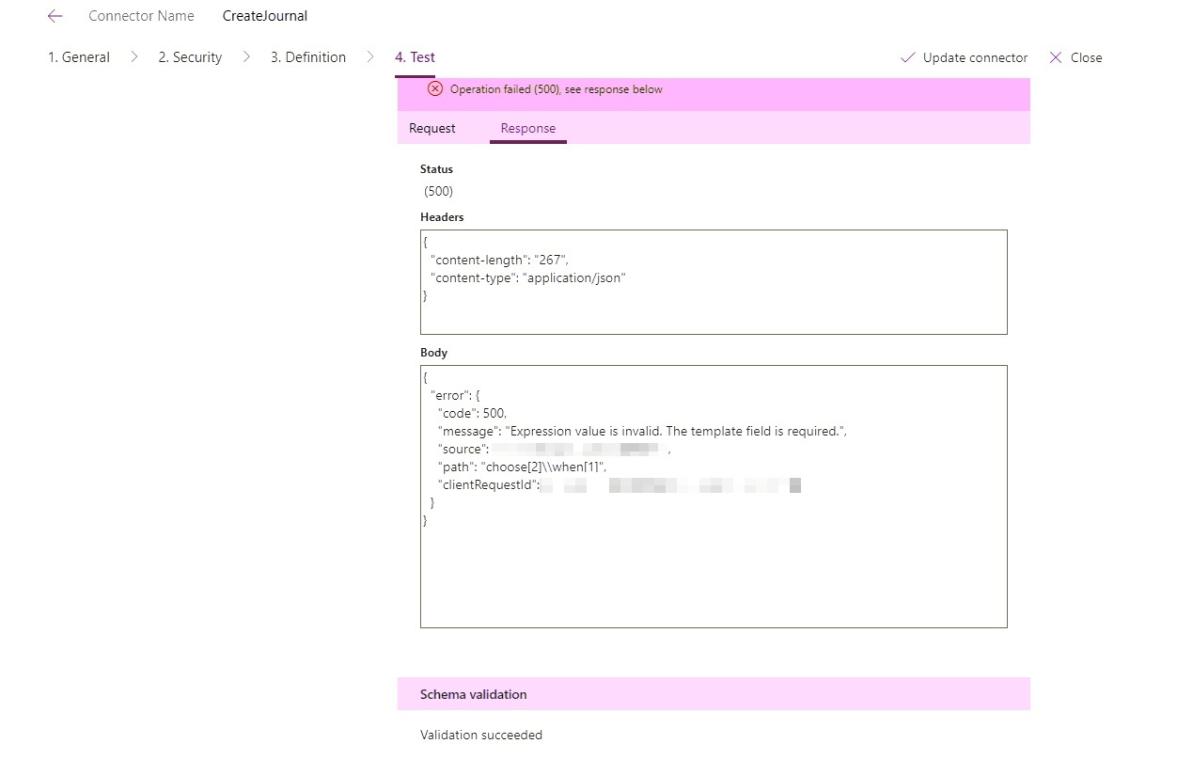 Connector Name CreateJournal
1. General > 2. Security > 3. Definition > 4. Test Update connector Close
Operation failed (500), see response below
Request Response
Status
(500)
Headers
{
"content-length": "267",
"content-type": "application/json"
}
Body
{
"error": {
"code": 500,
"message": "Expression value is invalid. The template field is required.",
"source": ,
"path": "choose[2]\\when[1]",
"clientRequestId":
}
}
Schema validation
Validation succeeded